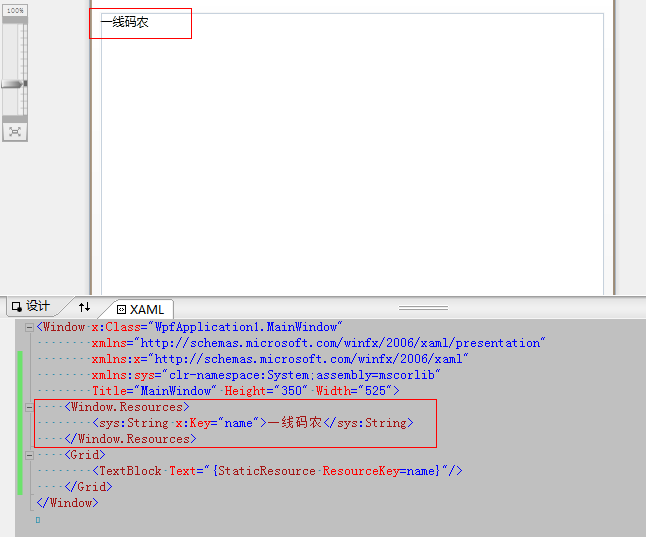 100%
一线码农
设计
XAML
<Window x:Class="WpfApplication1.MainWindow"
xmlns="http://schemas.microsoft.com/winfx/2006/xaml/presentation"
xmlns:x="http://schemas.microsoft.com/winfx/2006/xaml"
xmlns:sys="clr-namespace:System;assembly=mscorlib"
Title="MainWindow" Height="350" Width="525">
<Window.Resources>
<sys:String x:Key="name">一线码农</sys:String>
</Window.Resources>
<Grid>
<TextBlock Text="{StaticResource ResourceKey=name}"/>
</Grid>
</Window>